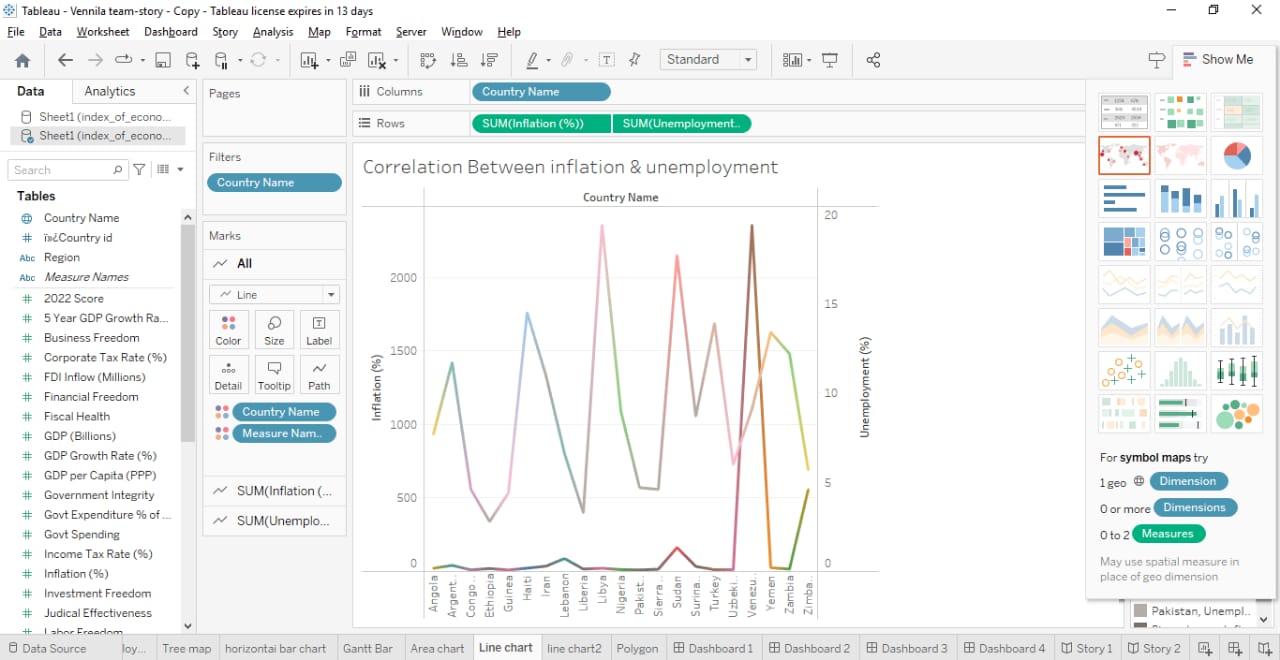 Tableau - Vennila team-story - Copy - Tableau license expires in 13 days
File Data Worksheet Dashboard Story Analysis Map Format Server Window Help
Standard
Show Me
Data Analytics
Sheet1 (index_of_econo...
Sheet1 (index_of_econo...
Search
Tables
Country Name
ï»¿Country id
Abc Region
Abc Measure Names
2022 Score
5 Year GDP Growth Ra...
Business Freedom
Corporate Tax Rate (%)
FDI Inflow (Millions)
Financial Freedom
Fiscal Health
GDP (Billions)
GDP Growth Rate (%)
GDP per Capita (PPP)
Government Integrity
Govt Expenditure % of ...
Govt Spending
Income Tax Rate (%)
Inflation (%)
Investment Freedom
Judical Effectiveness
Labor Freedom
Pages
Filters
Country Name
Marks
All
Line
Color Size Label
Detail Tooltip Path
Country Name
Measure Nam..
SUM(Inflation (...
SUM(Unemplo...
Columns Country Name
Rows SUM(Inflation (%)) SUM(Unemployment..
Correlation Between inflation & unemployment
Country Name
Inflation (%)
2000
1500
1000
500
0
20
15
10
5
0
Unemployment (%)
Angola
Argent..
Congo ..
Ethiopia
Guinea
Haiti
Iran
Lebanon
Liberia
Libya
Nigeria
Pakist..
Sierra ..
Sudan
Surina..
Turkey
Uzbeki..
Venezu..
Yemen
Zambia
Zimba..
For symbol maps try
1 geo Dimension
0 or more Dimensions
0 to 2 Measures
May use spatial measure in
place of geo dimension
Pakistan, Unempl..
Data Source loy... Tree map horizontai bar chart Gantt Bar Area chart Line chart line chart2 Polygon Dashboard 1 Dashboard 2 Dashboard 3 Dashboard 4 Story 1 Story 2